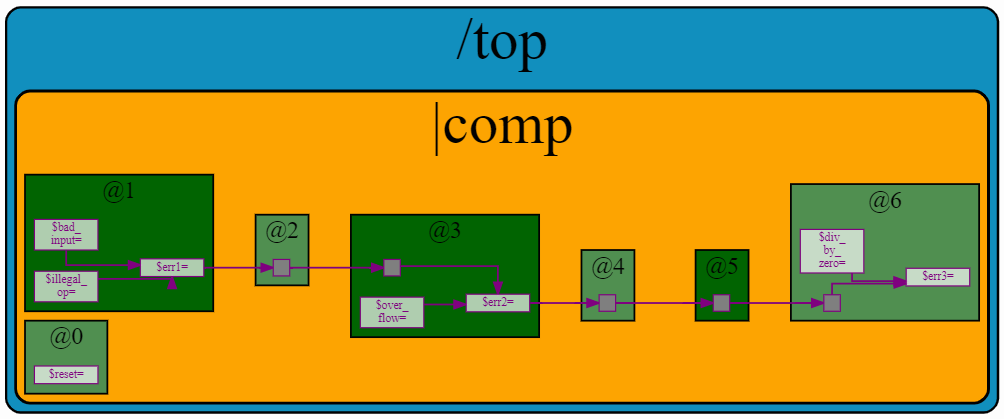 /top
|comp
@1
$bad_
input=
$illegal_
op=
$err1=
@2
@3
$over_
flow=
$err2=
@4
@5
@6
$div_
by_
zero=
$err3=
@0
$reset=